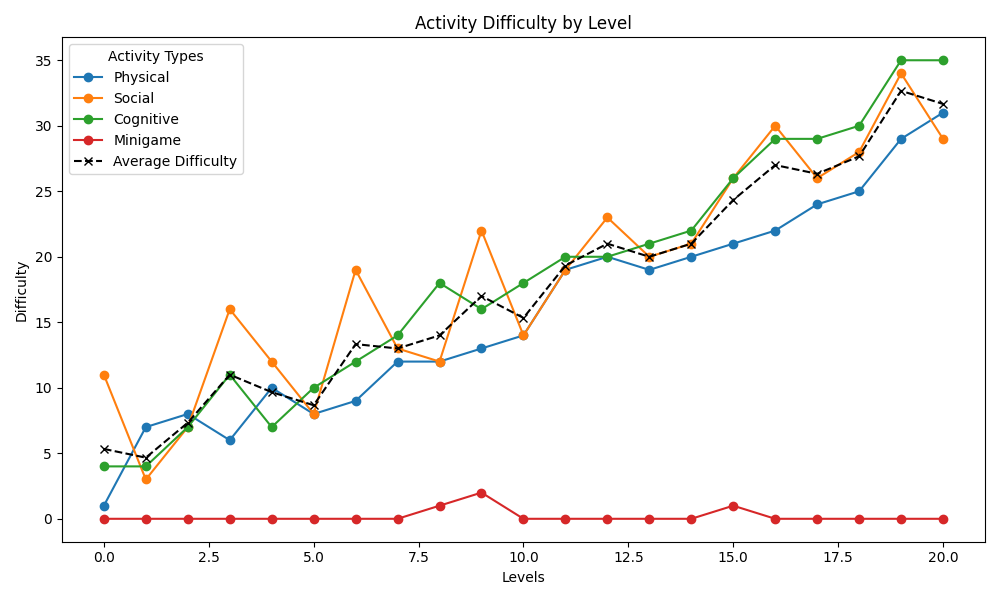 Activity Difficulty by Level
Activity Types
Physical
Social
Cognitive
Minigame
Average Difficulty
Difficulty
35
30
25
20
15
10
5
0
0.0 2.5 5.0 7.5 10.0 12.5 15.0 17.5 20.0
Levels